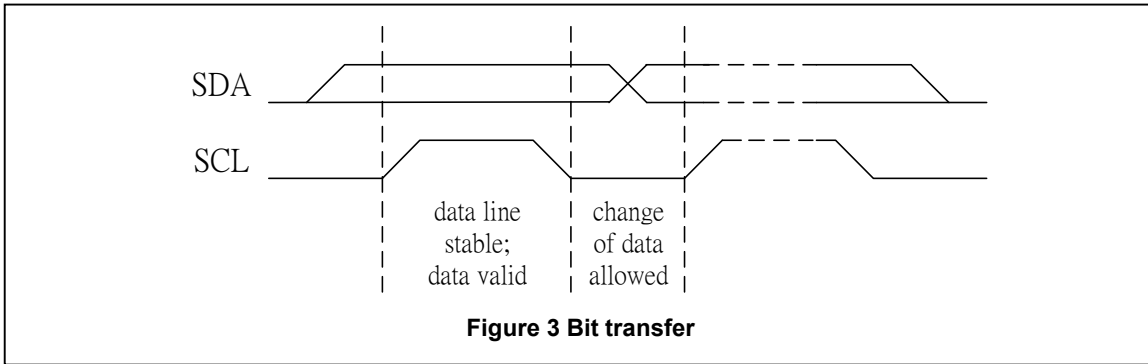 SDA
SCL
data line
stable;
data valid
change
of data
allowed
Figure 3 Bit transfer